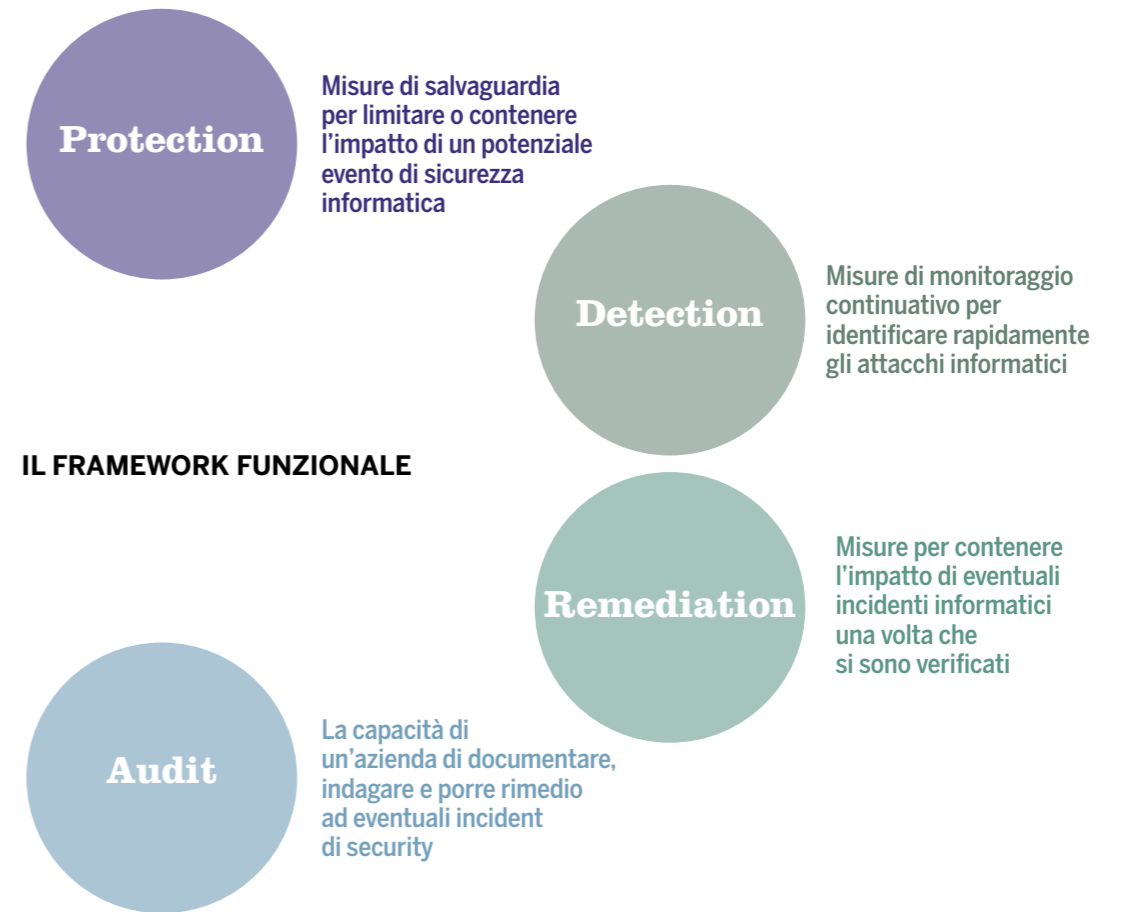 Protection
Misure di salvaguardia
per limitare o contenere
l'impatto di un potenziale
evento di sicurezza
informatica
Detection
Misure di monitoraggio
continuativo per
identificare rapidamente
gli attacchi informatici
IL FRAMEWORK FUNZIONALE
Remediation
Misure per contenere
l'impatto di eventuali
incidenti informatici
una volta che
si sono verificati
Audit
La capacità di
un'azienda di documentare,
indagare e porre rimedio
ad eventuali incident
di security